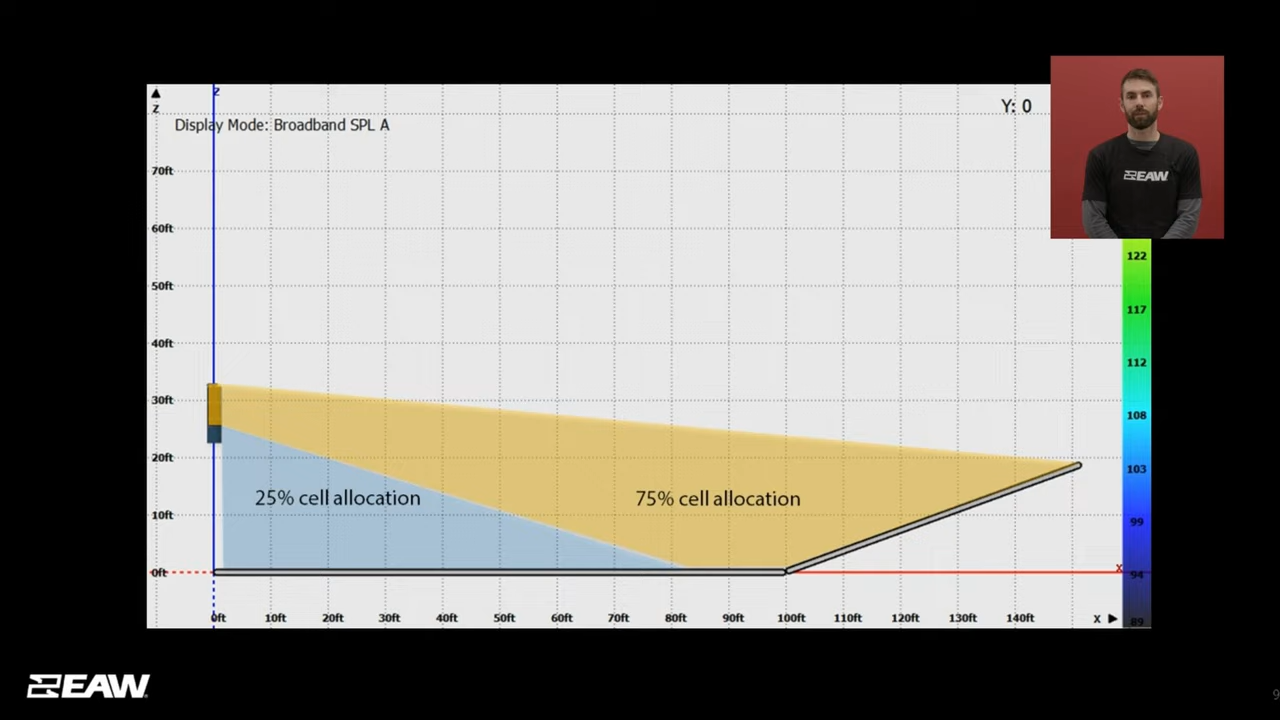 z
z
Display Mode: Broadband SPL A
Y: 0
70ft
60ft
50ft
40ft
30ft
20ft
10ft
0ft
25% cell allocation
75% cell allocation
EAW
122
117
112
108
103
99
94
89
x
0ft 10ft 20ft 30ft 40ft 50ft 60ft 70ft 80ft 90ft 100ft 110ft 120ft 130ft 140ft x
EAW
9